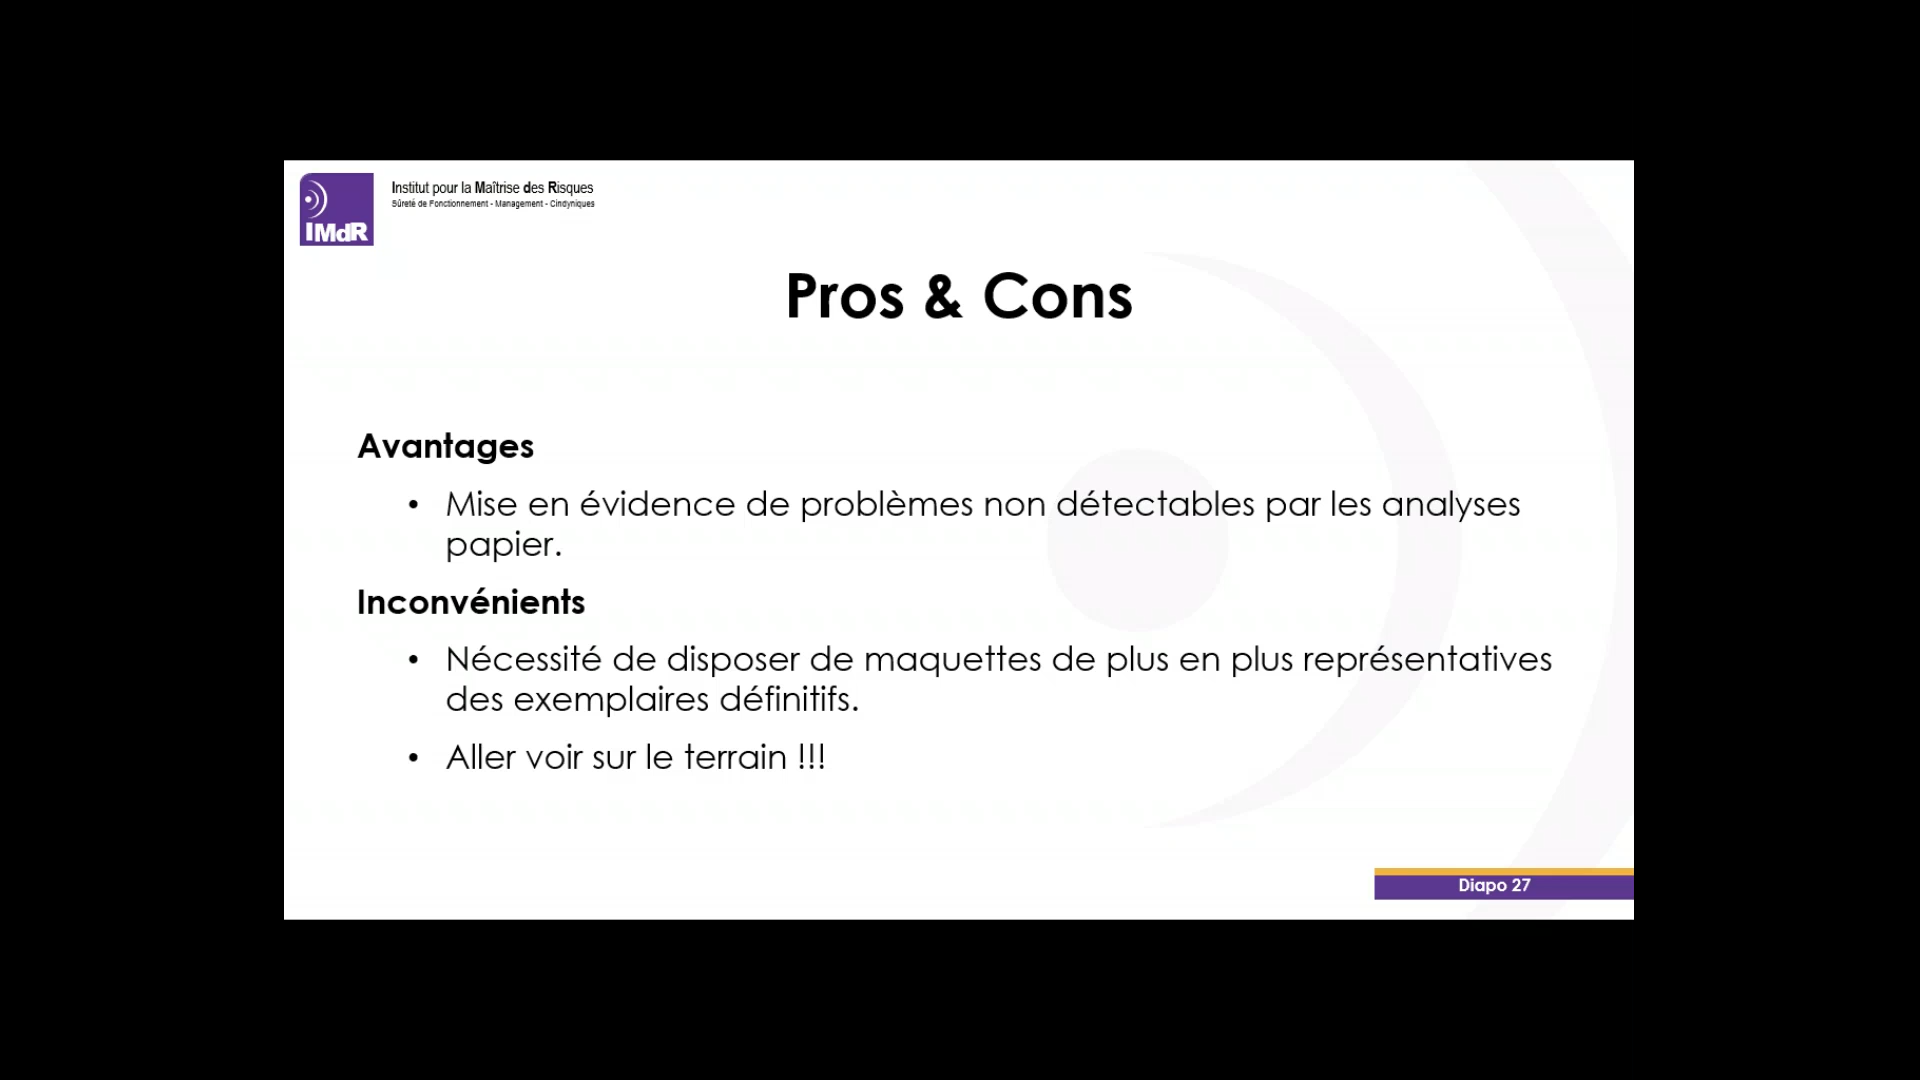 Institut pour la Maîtrise des Risques
Sûreté de Fonctionnement - Management - Cindyniques
IMdR
Pros & Cons
Avantages
• Mise en évidence de problèmes non détectables par les analyses
papier.
Inconvénients
• Nécessité de disposer de maquettes de plus en plus représentatives
des exemplaires définitifs.
• Aller voir sur le terrain !!!
Diapo 27